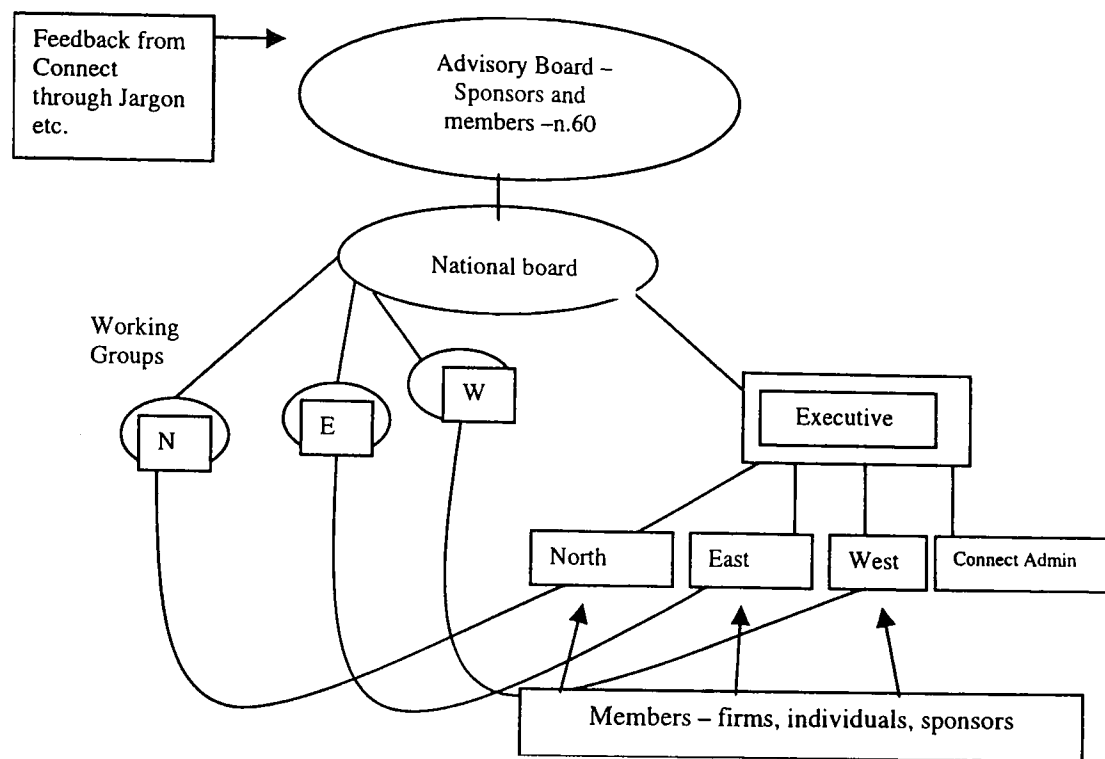 Feedback from
Connect
through Jargon
etc.
Advisory Board –
Sponsors and
members –n.60
National board
Working
Groups
W
E
N
Executive
North
East
West
Connect Admin
Members – firms, individuals, sponsors